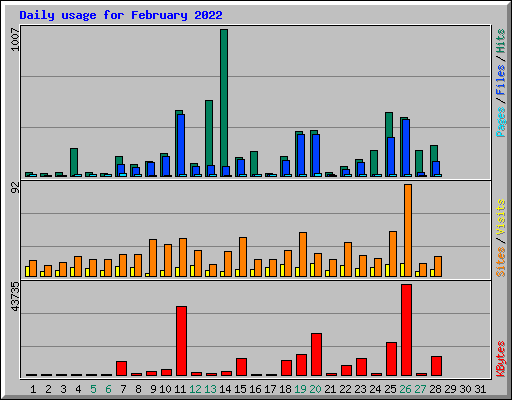 Daily usage for February 2022
1007
Pages / Files / Hits
92
Sites / Visits
43735
KBytes
1 2 3 4 5 6 7 8 9 10 11 12 13 14 15 16 17 18 19 20 21 22 23 24 25 26 27 28 29 30 31